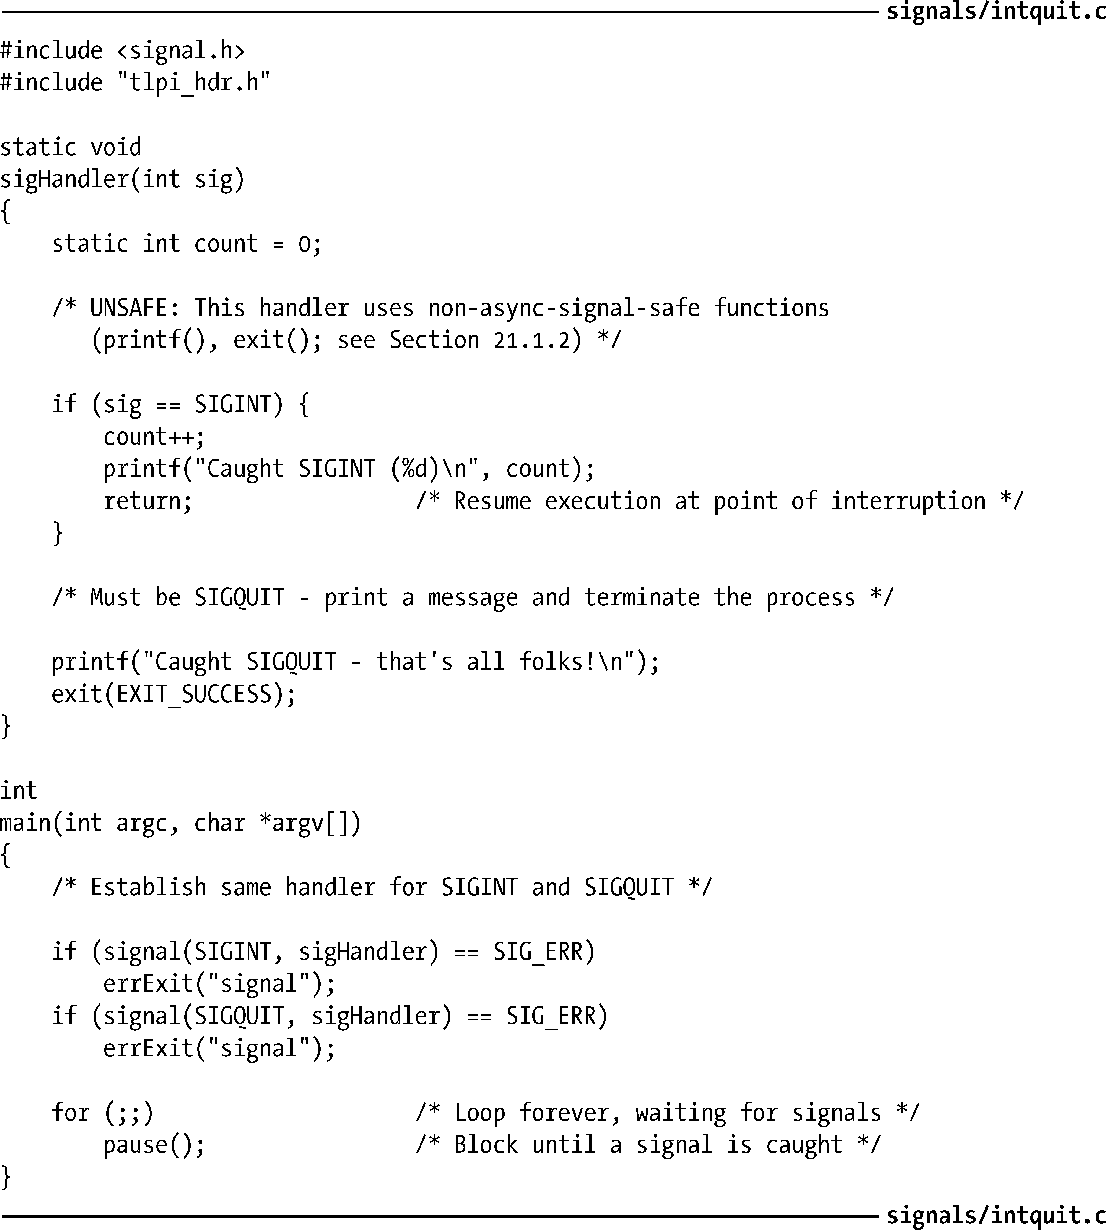 signals/intquit.c
#include <signal.h>
#include "tlpi_hdr.h"
static void
sigHandler(int sig)
{
    static int count = 0;
    /* UNSAFE: This handler uses non-async-signal-safe functions
       (printf(), exit(); see Section 21.1.2) */
    if (sig == SIGINT) {
        count++;
        printf("Caught SIGINT (%d)\n", count);
        return;                 /* Resume execution at point of interruption */
    }
    /* Must be SIGQUIT - print a message and terminate the process */
    printf("Caught SIGQUIT - that's all folks!\n");
    exit(EXIT_SUCCESS);
}
int
main(int argc, char *argv[])
{
    /* Establish same handler for SIGINT and SIGQUIT */
    if (signal(SIGINT, sigHandler) == SIG_ERR)
        errExit("signal");
    if (signal(SIGQUIT, sigHandler) == SIG_ERR)
        errExit("signal");
    for (;;)                    /* Loop forever, waiting for signals */
        pause();                /* Block until a signal is caught */
}
signals/intquit.c